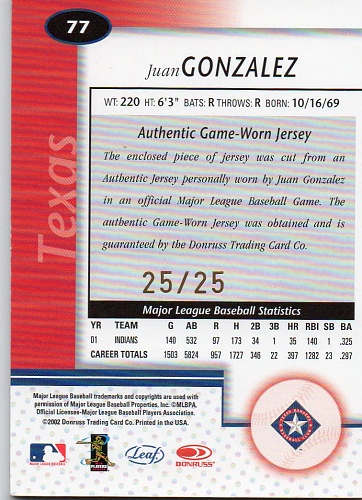 77
Juan GONZALEZ
WT: 220 HT: 6'3" BATS: R THROWS: R BORN: 10/16/69
Texas
Authentic Game-Worn Jersey
The enclosed piece of jersey was cut from an
Authentic Jersey personally worn by Juan Gonzalez
in an official Major League Baseball Game. The
authentic Game-Worn Jersey was obtained and is
guaranteed by the Donruss Trading Card Co.
25/25
Major League Baseball Statistics
YR TEAM G AB R H 2B 3B HR RBI SB BA
01 INDIANS 140 532 97 173 34 1 35 140 1 .325
CAREER TOTALS 1503 5824 957 1727 346 22 397 1282 23 .297
Major League Baseball trademarks and copyrights are used with
permission of Major League Baseball Properties, Inc. ©MLBPA.
Official Licensee-Major League Baseball Players Association.
©2002 Donruss Trading Card Co. Printed in the USA.
MAJOR LEAGUE BASEBALL
PLAYERS
Leaf
DONRUSS